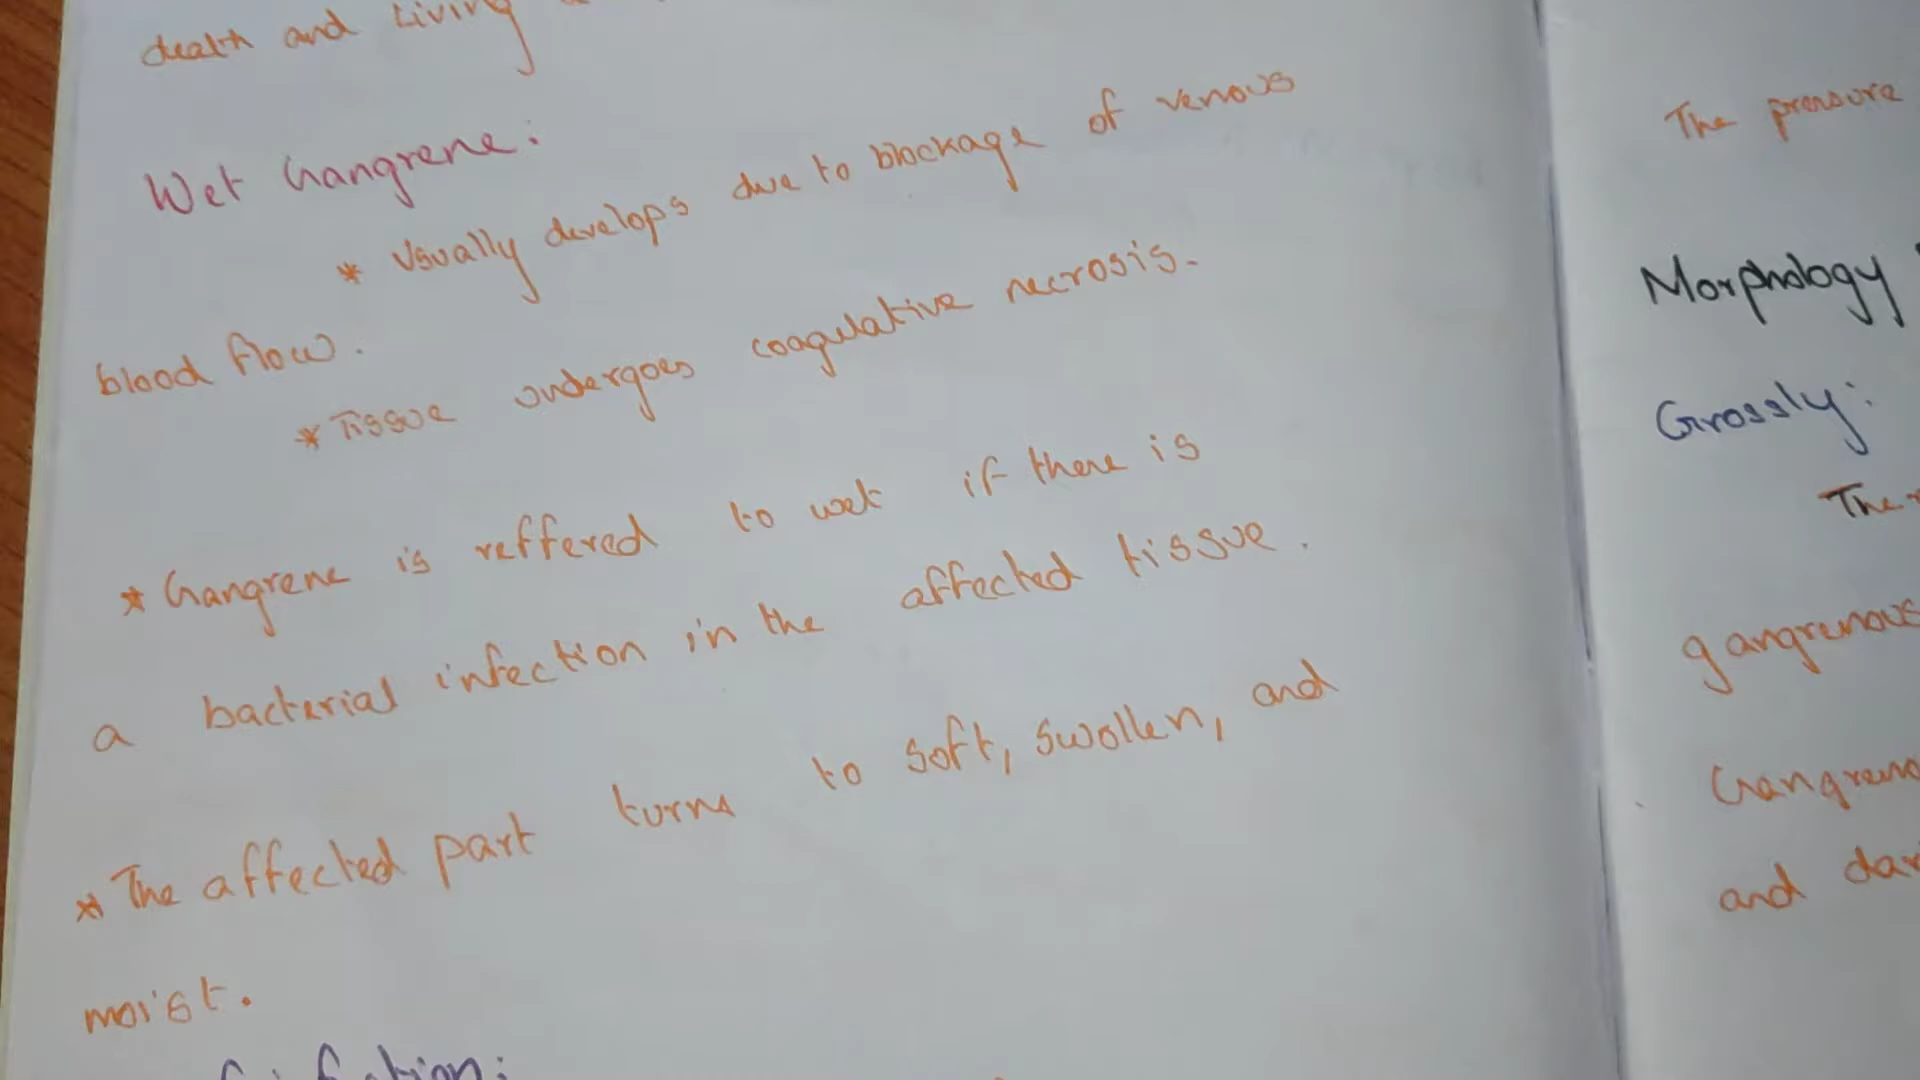 death and Living
Wet Gangrene:
* Usually develops due to blockage of venous
blood flow.
* Tissue undergoes coagulative necrosis.
* Gangrene is reffered to wet if there is
a bacterial infection in the affected tissue.
* The affected part turns to soft, swollen, and
moist.
The pressure
Morphology
Grossly:
The
gangrenous
and